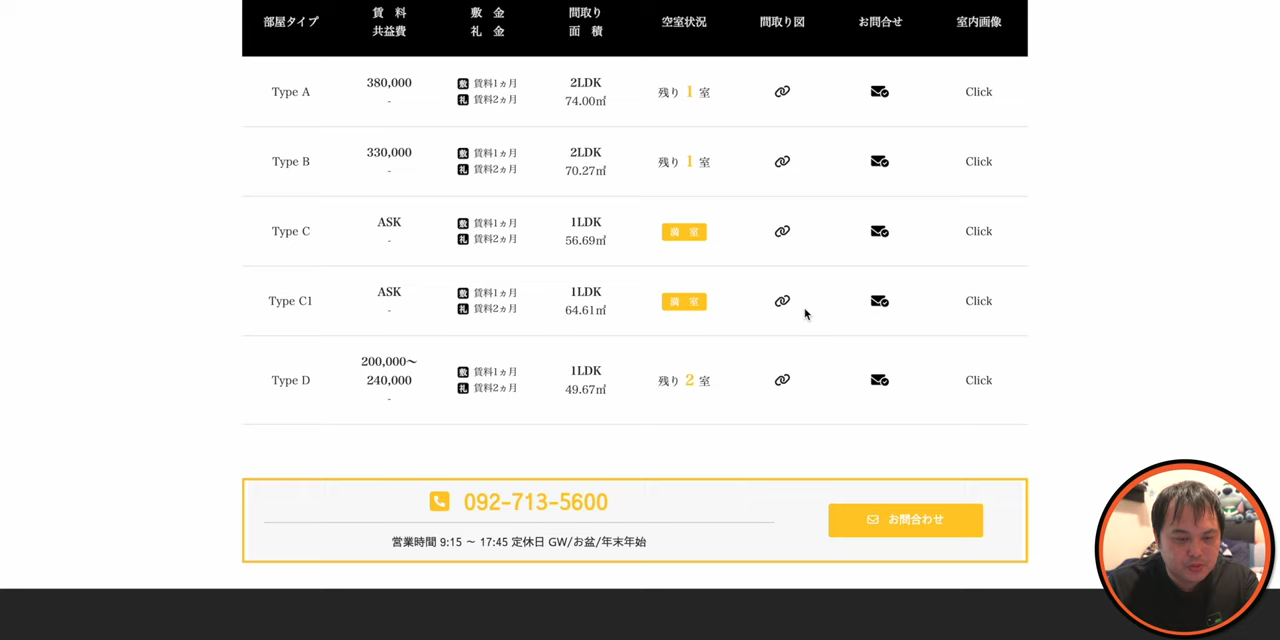 部屋タイプ
賃　料
共益費
敷　金
礼　金
間取り
面　積
空室状況
間取り図
お問合せ
室内画像
Type A
380,000
-
敷 賃料1ヵ月
礼 賃料2ヵ月
2LDK
74.00㎡
残り 1 室
Click
Type B
330,000
-
敷 賃料1ヵ月
礼 賃料2ヵ月
2LDK
70.27㎡
残り 1 室
Click
Type C
ASK
-
敷 賃料1ヵ月
礼 賃料2ヵ月
1LDK
56.69㎡
満　室
Click
Type C1
ASK
-
敷 賃料1ヵ月
礼 賃料2ヵ月
1LDK
64.61㎡
満　室
Click
Type D
200,000〜
240,000
-
敷 賃料1ヵ月
礼 賃料2ヵ月
1LDK
49.67㎡
残り 2 室
Click
092-713-5600
営業時間 9:15 〜 17:45 定休日 GW/お盆/年末年始
お問合わせ